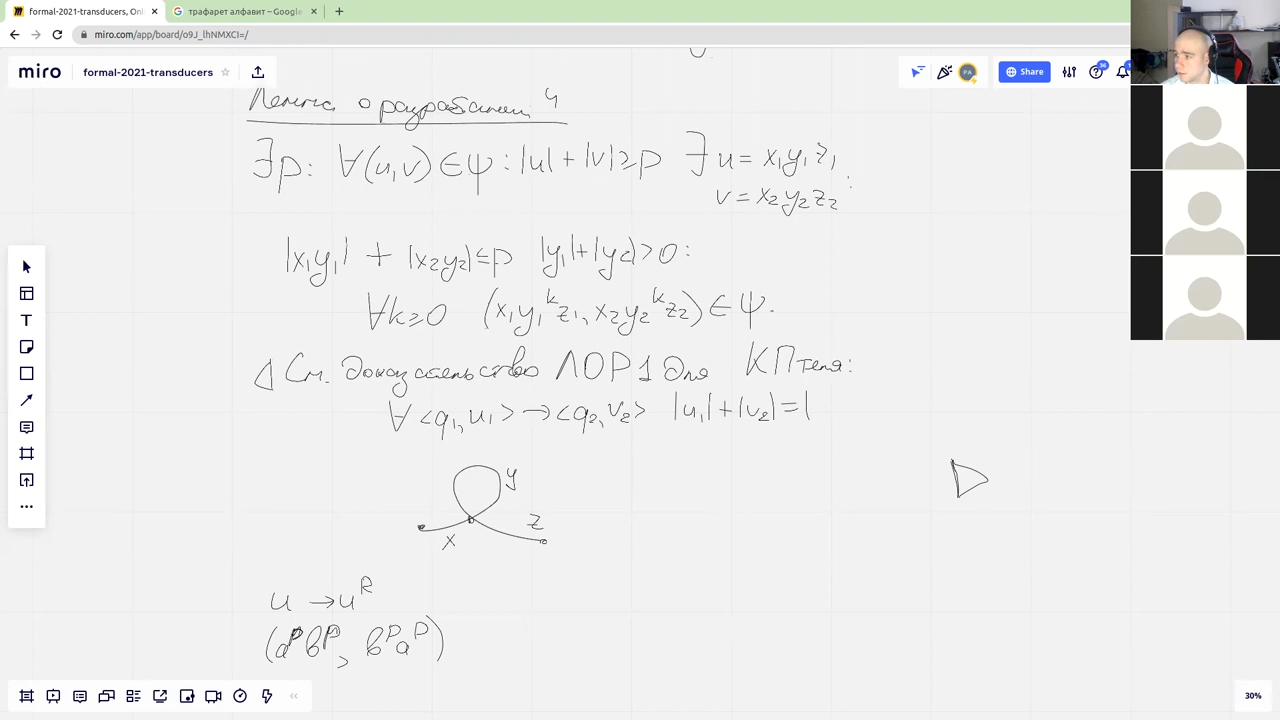 formal-2021-transducers, Onl
трафарет алфавит – Google
miro.com/app/board/o9J_lhNMXCI=/
miro
formal-2021-transducers
PA
Share
Лемма о разрастании 4
∃p: ∀(u,v)∈ψ: |u|+|v|≥p ∃ u = x₁y₁z₁
v = x₂y₂z₂ :
|x₁y₁| + |x₂y₂|≤p |y₁|+|y₂|>0:
∀k≥0 (x₁y₁ᵏz₁, x₂y₂ᵏz₂)∈ψ.
Δ См. доказательство ЛОР1 для КП
∀ <q₁,u₁> → <q₂,v₂> |u₁|+|v₂|=1
y
z
x
u → uᴿ
(aᵖbᵖ, bᵖaᵖ)
30%